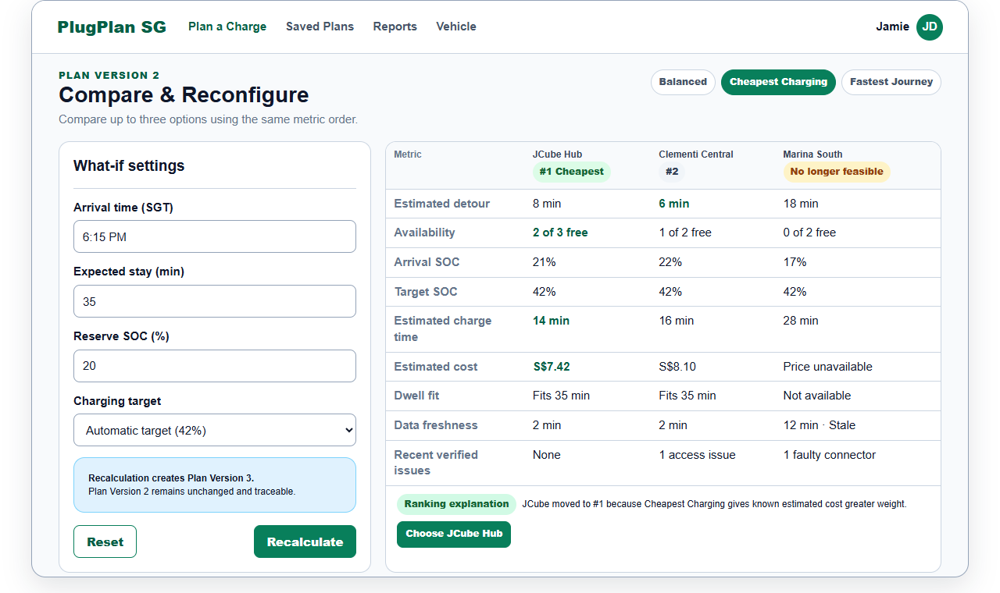 PlugPlan SG Plan a Charge Saved Plans Reports Vehicle Jamie JD
PLAN VERSION 2
Compare & Reconfigure
Compare up to three options using the same metric order.
Balanced Cheapest Charging Fastest Journey
What-if settings
Arrival time (SGT)
6:15 PM
Expected stay (min)
35
Reserve SOC (%)
20
Charging target
Automatic target (42%)
Recalculation creates Plan Version 3.
Plan Version 2 remains unchanged and traceable.
Reset Recalculate
Metric JCube Hub Clementi Central Marina South
#1 Cheapest #2 No longer feasible
Estimated detour 8 min 6 min 18 min
Availability 2 of 3 free 1 of 2 free 0 of 2 free
Arrival SOC 21% 22% 17%
Target SOC 42% 42% 42%
Estimated charge 14 min 16 min 28 min
time
Estimated cost S$7.42 S$8.10 Price unavailable
Dwell fit Fits 35 min Fits 35 min Not available
Data freshness 2 min 2 min 12 min · Stale
Recent verified None 1 access issue 1 faulty connector
issues
Ranking explanation JCube moved to #1 because Cheapest Charging gives known estimated cost greater weight.
Choose JCube Hub